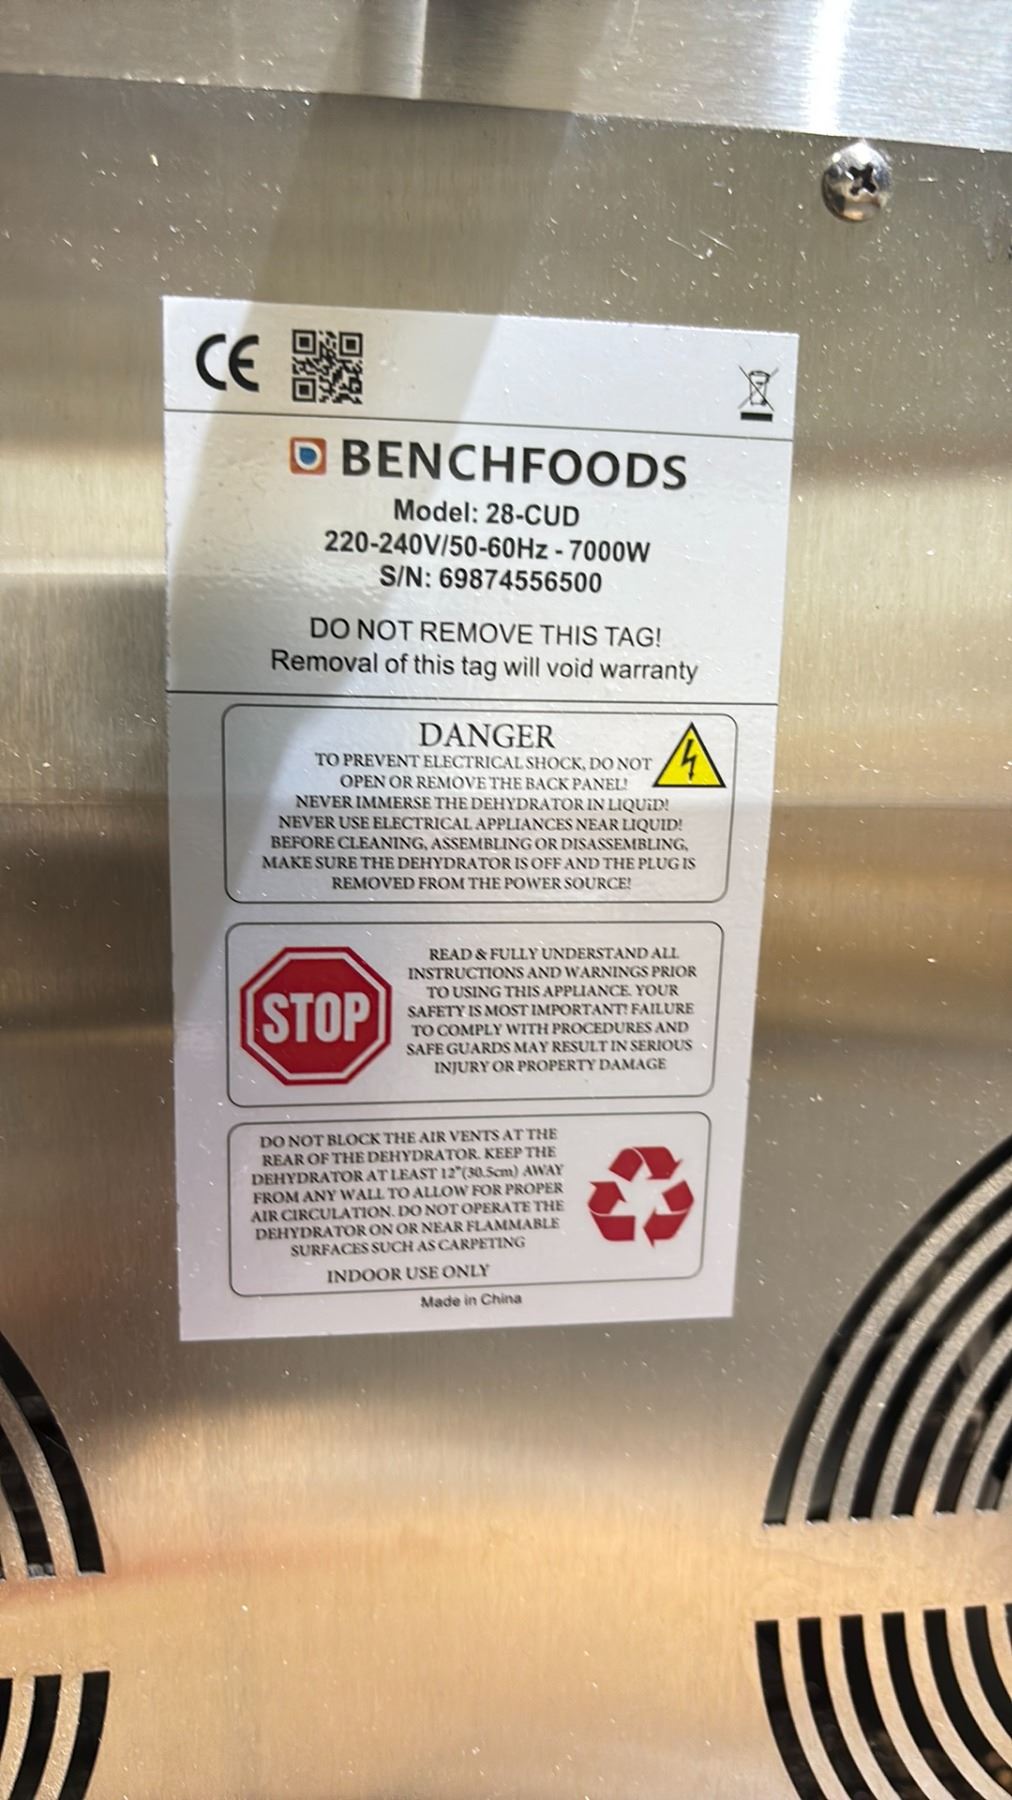 CE
BENCHFOODS
Model: 28-CUD
220-240V/50-60Hz - 7000W
S/N: 69874556500
DO NOT REMOVE THIS TAG!
Removal of this tag will void warranty
DANGER
TO PREVENT ELECTRICAL SHOCK, DO NOT
OPEN OR REMOVE THE BACK PANEL!
NEVER IMMERSE THE DEHYDRATOR IN LIQUiD!
NEVER USE ELECTRICAL APPLIANCES NEAR LIQUID!
BEFORE CLEANING, ASSEMBLING OR DISASSEMBLING,
MAKE SURE THE DEHYDRATOR IS OFF AND THE PLUG IS
REMOVED FROM THE POWER SOURCE!
STOP
READ & FULLY UNDERSTAND ALL
INSTRUCTIONS AND WARNINGS PRIOR
TO USING THIS APPLIANCE. YOUR
SAFETY IS MOST IMPORTANT! FAILURE
TO COMPLY WITH PROCEDURES AND
SAFE GUARDS MAY RESULT IN SERIOUS
INJURY OR PROPERTY DAMAGE
DO NOT BLOCK THE AIR VENTS AT THE
REAR OF THE DEHYDRATOR. KEEP THE
DEHYDRATOR AT LEAST 12"(30.5cm) AWAY
FROM ANY WALL TO ALLOW FOR PROPER
AIR CIRCULATION. DO NOT OPERATE THE
DEHYDRATOR ON OR NEAR FLAMMABLE
SURFACES SUCH AS CARPETING
INDOOR USE ONLY
Made in China